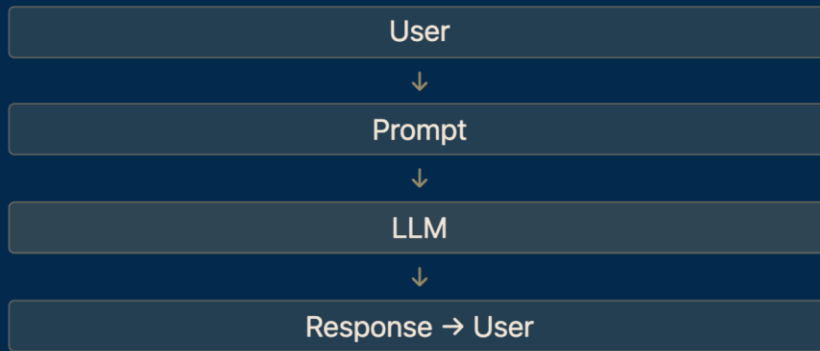 User
↓
Prompt
↓
LLM
↓
Response → User